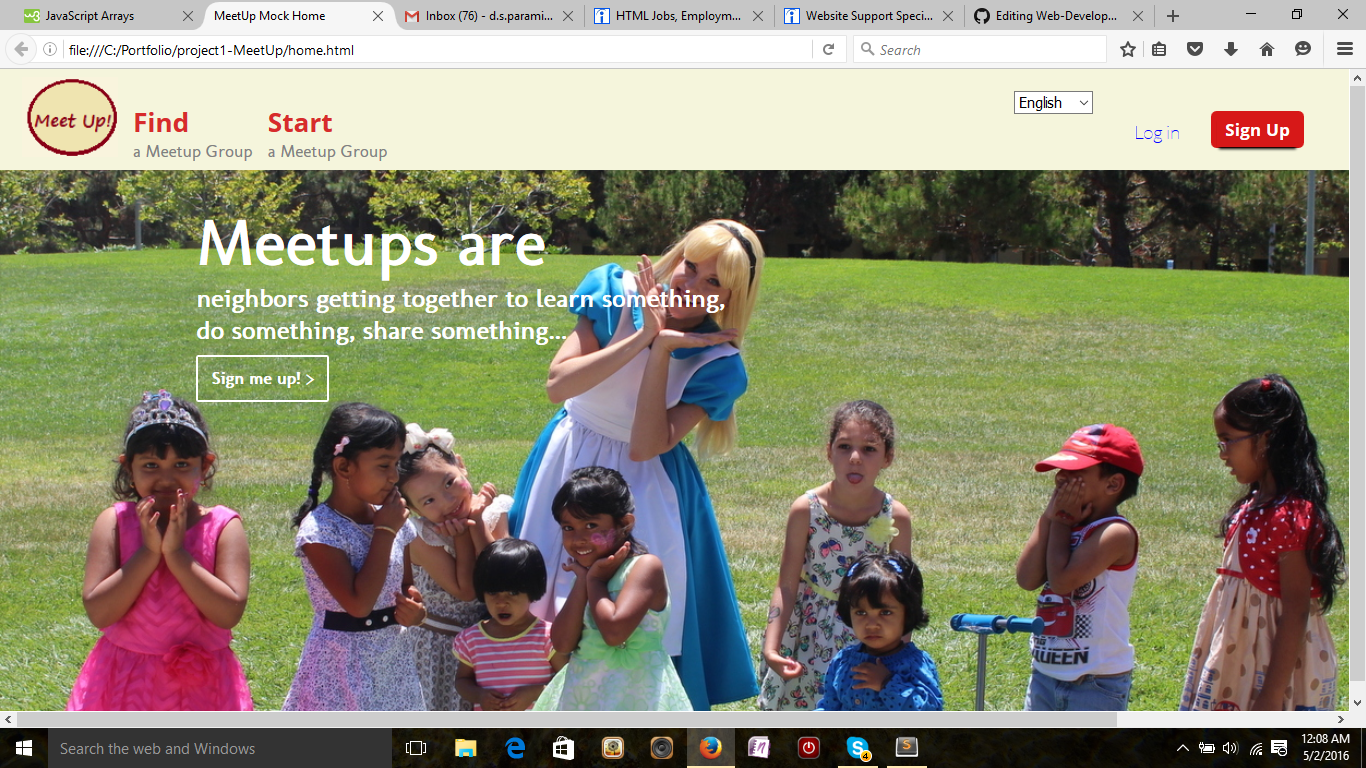 JavaScript Arrays
MeetUp Mock Home
Inbox (76) - d.s.parami...
HTML Jobs, Employm...
Website Support Speci...
Editing Web-Develop...
file:///C:/Portfolio/project1-MeetUp/home.html
Search
Meet Up!
Find
a Meetup Group
Start
a Meetup Group
English
Log in
Sign Up
Meetups are
neighbors getting together to learn something,
do something, share something...
Sign me up! >
Search the web and Windows
4
12:08 AM
5/2/2016